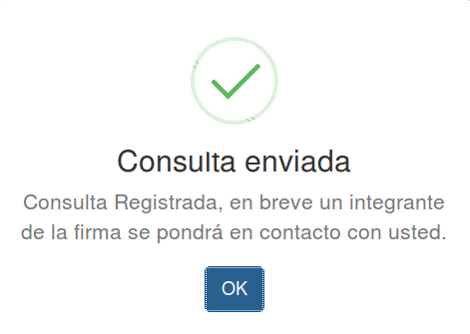 Consulta enviada
Consulta Registrada, en breve un integrante
de la firma se pondrá en contacto con usted.
OK